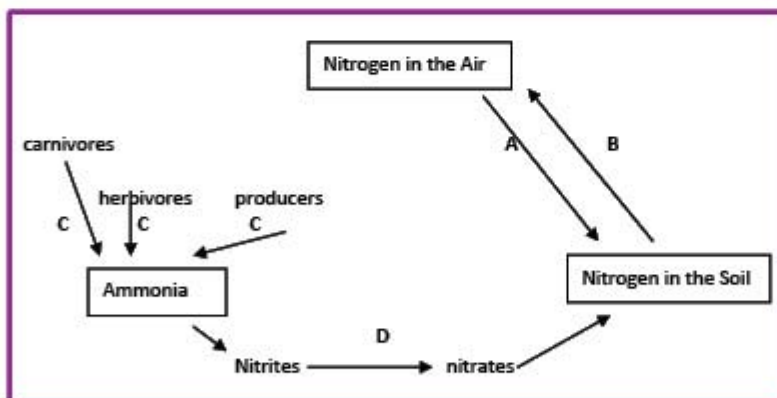 Nitrogen in the Air
carnivores
A
B
herbivores
producers
C
C
C
Ammonia
Nitrogen in the Soil
D
Nitrites
nitrates